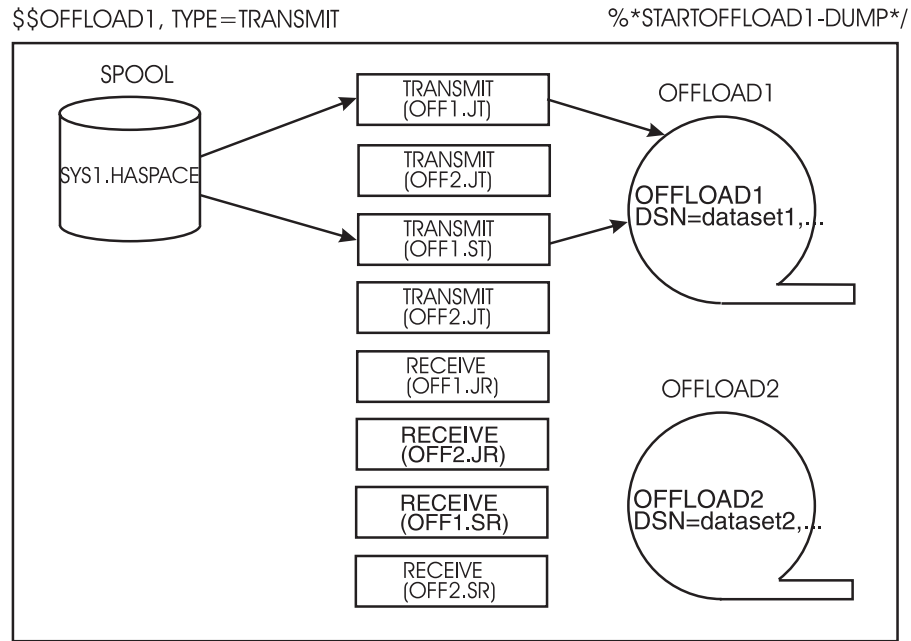 $$OFFLOAD1, TYPE=TRANSMIT
%*STARTOFFLOAD1-DUMP*/
SPOOL
SYS1.HASPACE
TRANSMIT
(OFF1.JT)
TRANSMIT
(OFF2.JT)
TRANSMIT
(OFF1.ST)
TRANSMIT
(OFF2.JT)
RECEIVE
(OFF1.JR)
RECEIVE
(OFF2.JR)
RECEIVE
(OFF1.SR)
RECEIVE
(OFF2.SR)
OFFLOAD1
OFFLOAD1
DSN=dataset1,...
OFFLOAD2
OFFLOAD2
DSN=dataset2,...